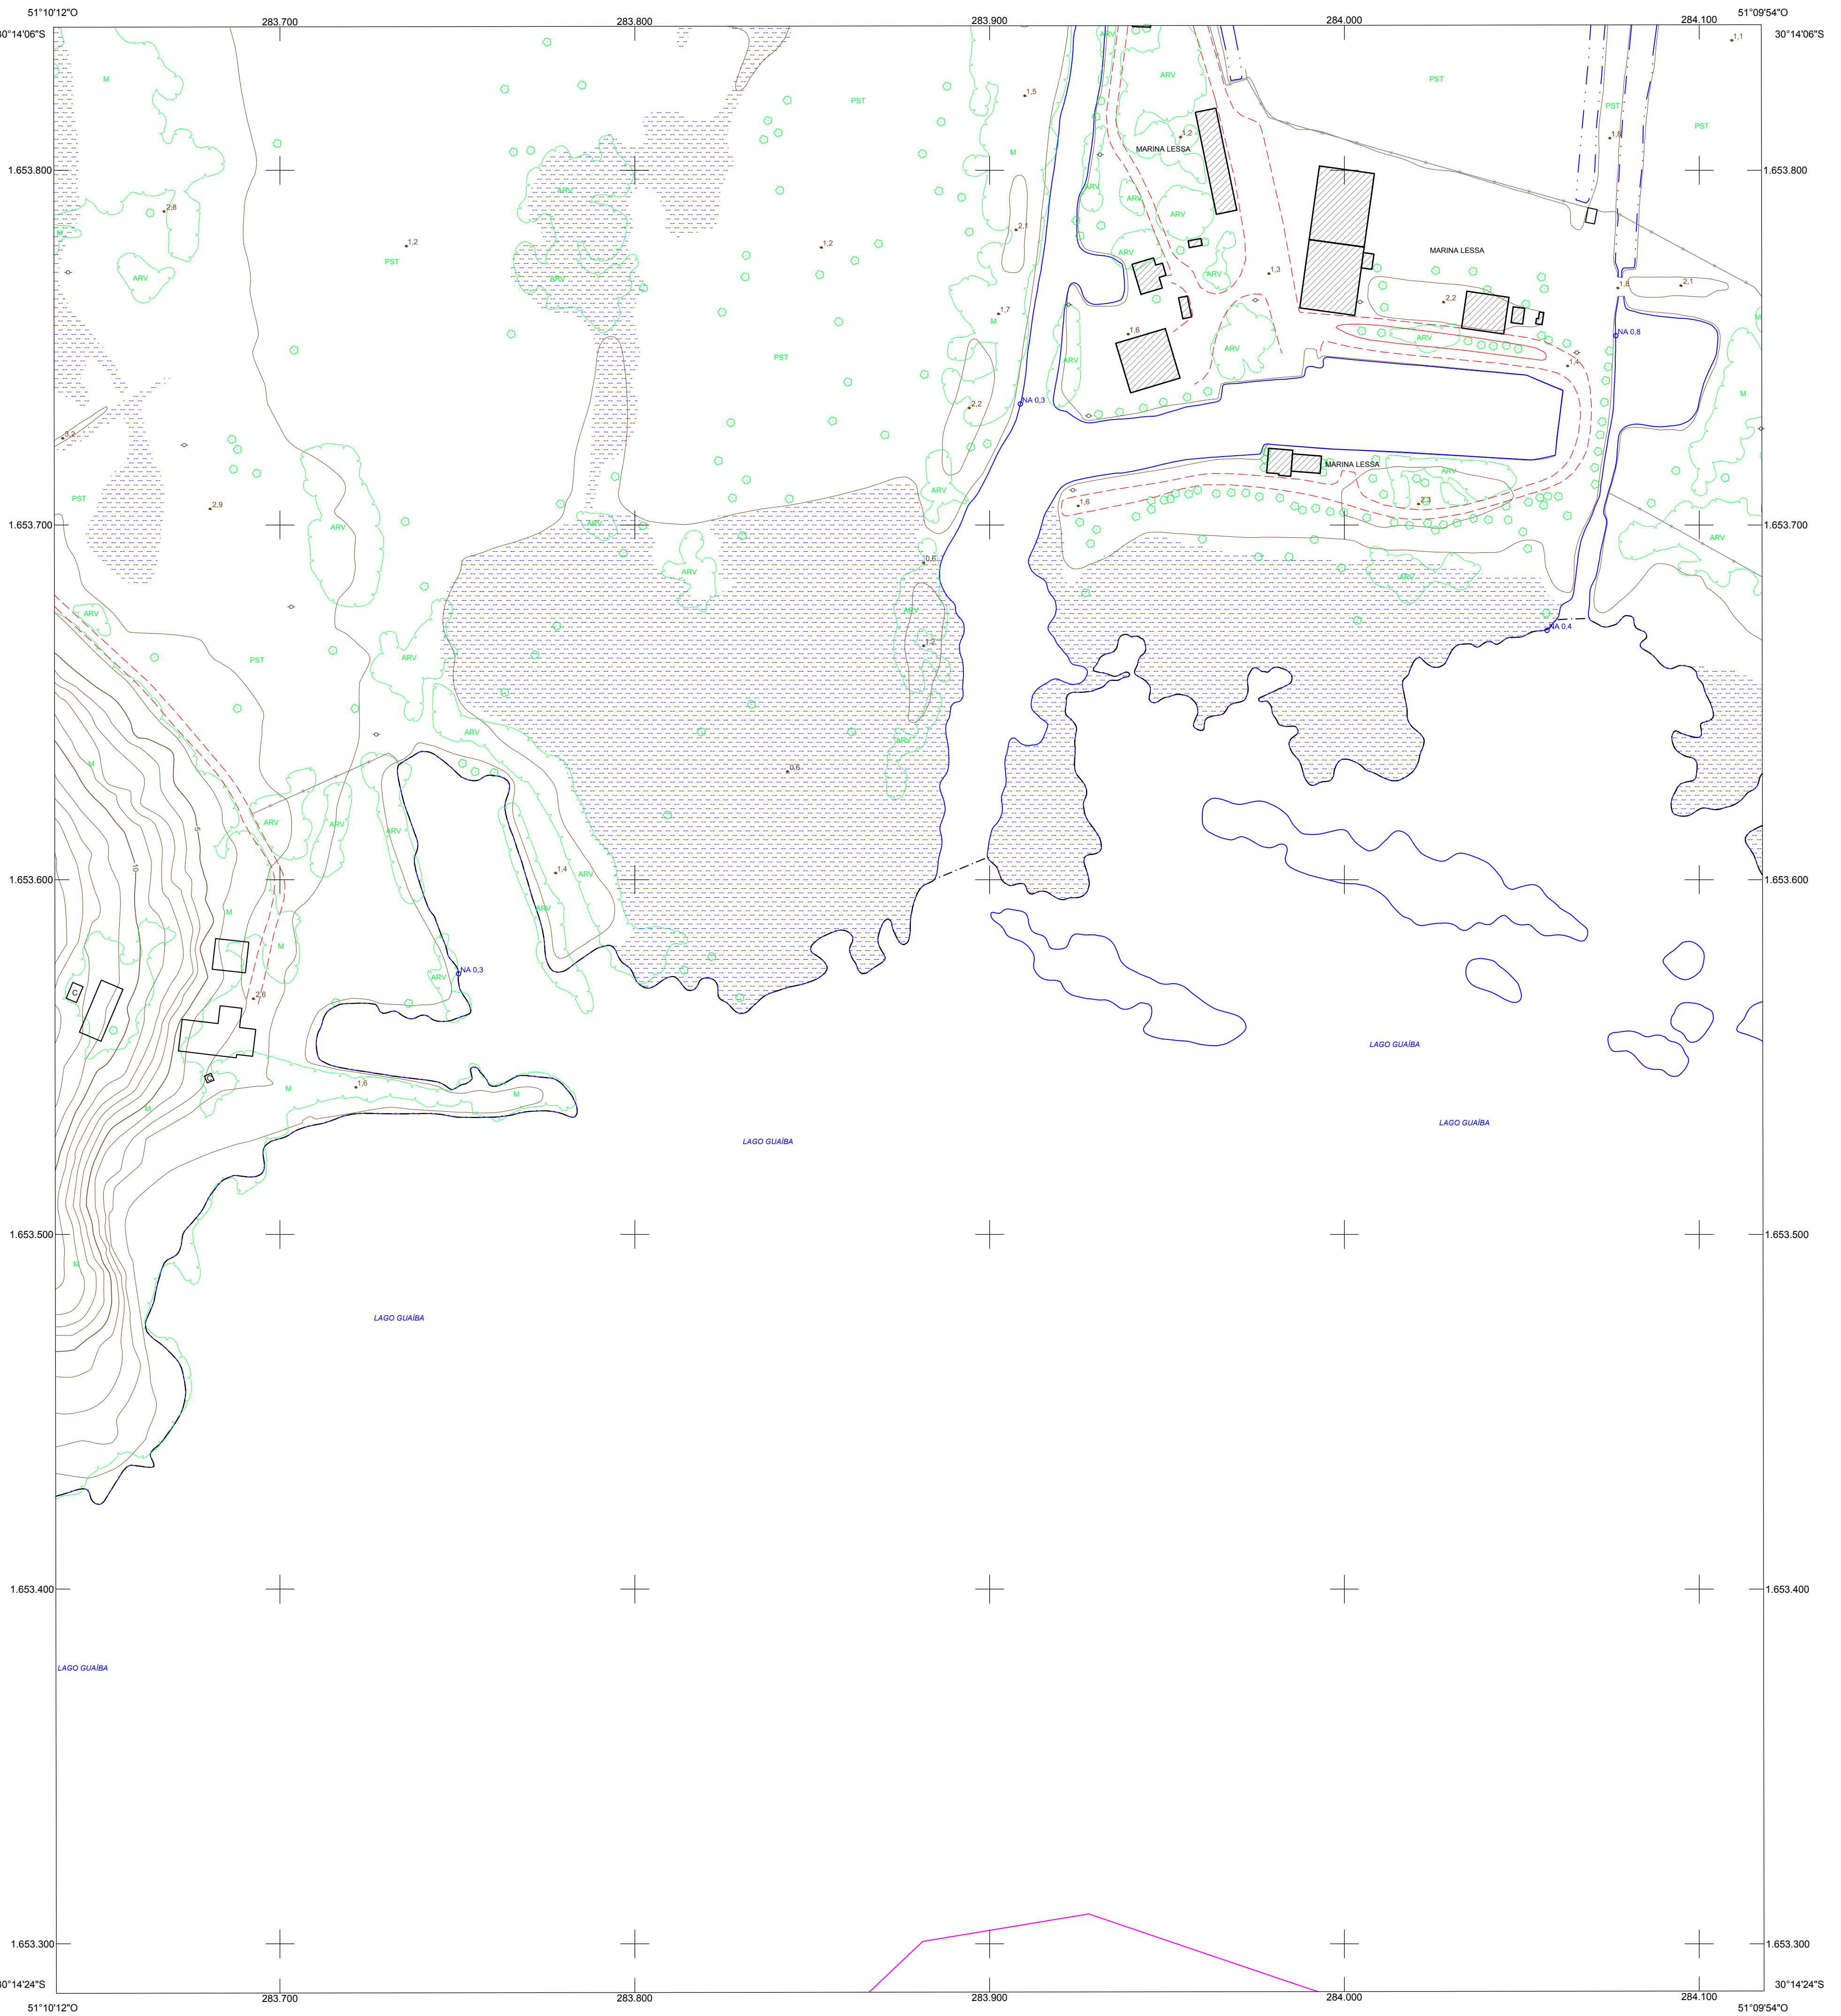 51°10'12"O
283.700
283.800
283.900
284.000
284.100
51°09'54"O
30°14'06"S
30°14'06"S
1,1
M
ARV
ARV
PST
1,5
PST
PST
1,8
PST
1,2
MARINA LESSA
M
1.653.800
1.653.800
ARV
ARV
ARV
2,8
ARV
M
2,1
1,2
1,2
PST
ARV
MARINA LESSA
ARV
ARV
ARV
1,3
1,8
2,1
2,2
1,7
M
M
1,6
NA 0,8
ARV
ARV
PST
ARV
1,4
M
NA 0,3
2,2
3,2
MARINA LESSA
ARV
ARV
PST
2,9
1,6
2,3
1.653.700
ARV
ARV
1.653.700
ARV
0,6
ARV
ARV
ARV
ARV
NA 0,4
1,2
PST
ARV
ARV
ARV
M
0,6
ARV
ARV
ARV
5
10
1,4
ARV
1.653.600
1.653.600
M
ARV
M
NA 0,3
ARV
C
2,6
LAGO GUAÍBA
C
1,6
M
M
M
LAGO GUAÍBA
LAGO GUAÍBA
1.653.500
1.653.500
M
LAGO GUAÍBA
1.653.400
1.653.400
LAGO GUAÍBA
1.653.300
1.653.300
30°14'24"S
30°14'24"S
51°10'12"O
283.700
283.800
283.900
284.000
284.100
51°09'54"O